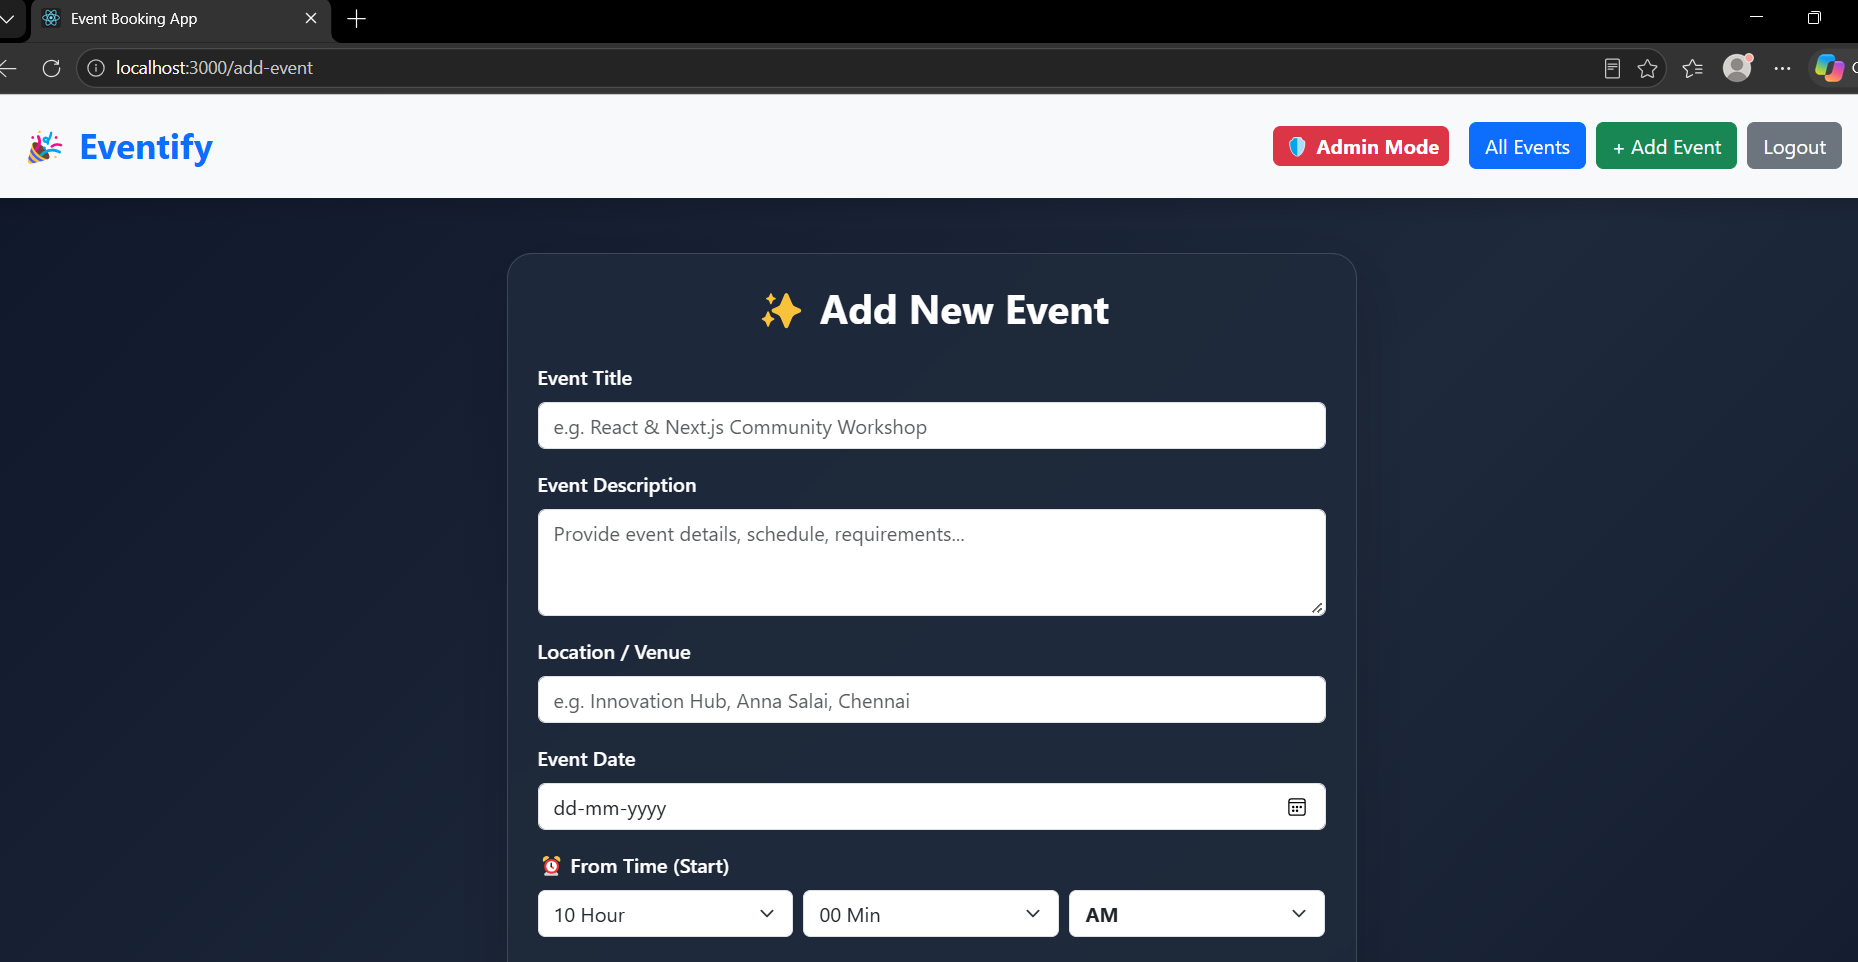 Event Booking App
localhost:3000/add-event
Eventify
Admin Mode
All Events
+ Add Event
Logout
Add New Event
Event Title
e.g. React & Next.js Community Workshop
Event Description
Provide event details, schedule, requirements...
Location / Venue
e.g. Innovation Hub, Anna Salai, Chennai
Event Date
dd-mm-yyyy
From Time (Start)
10 Hour
00 Min
AM